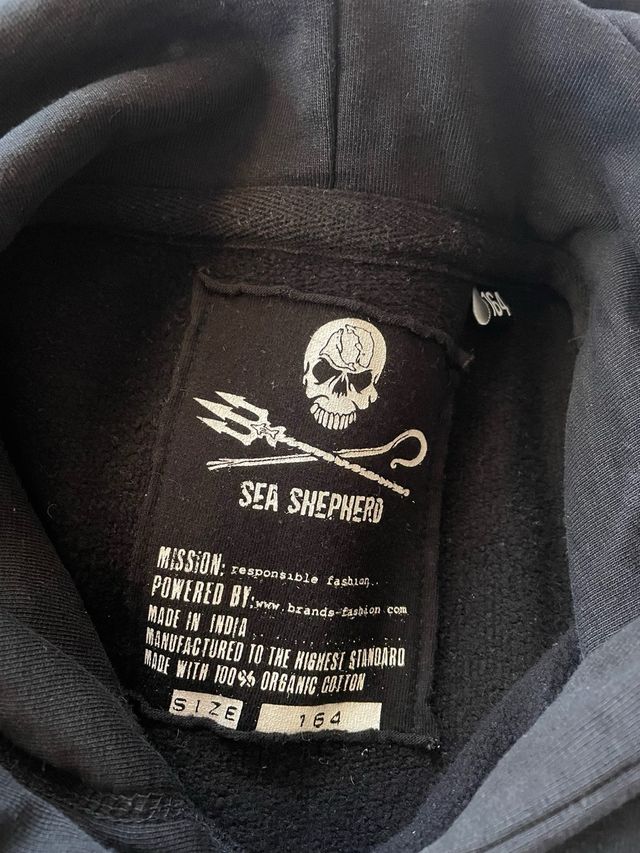 164
SEA SHEPHERD
MISSION: responsible fashion..
POWERED BY:www.brands-fashion.com
MADE IN INDIA
MANUFACTURED TO THE HIGHEST STANDARD
MADE WITH 100% ORGANIC COTTON
SIZE 164